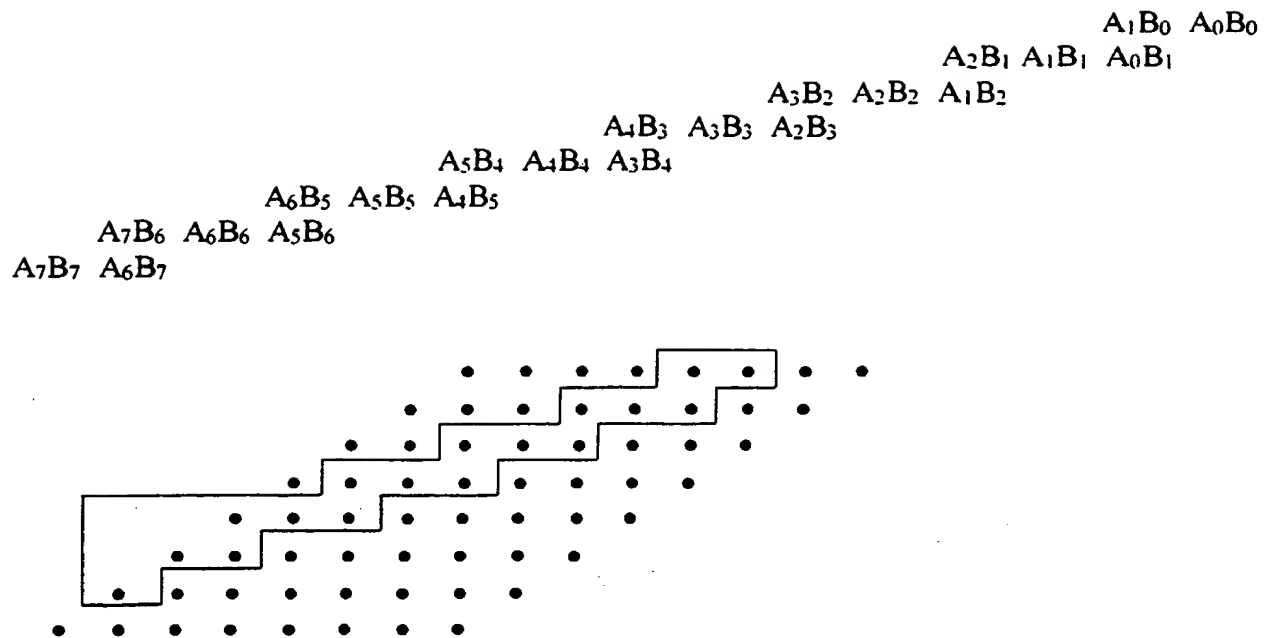 A₁B₀ A₀B₀
A₂B₁ A₁B₁ A₀B₁
A₃B₂ A₂B₂ A₁B₂
A₄B₃ A₃B₃ A₂B₃
A₅B₄ A₄B₄ A₃B₄
A₆B₅ A₅B₅ A₄B₅
A₇B₆ A₆B₆ A₅B₆
A₇B₇ A₆B₇